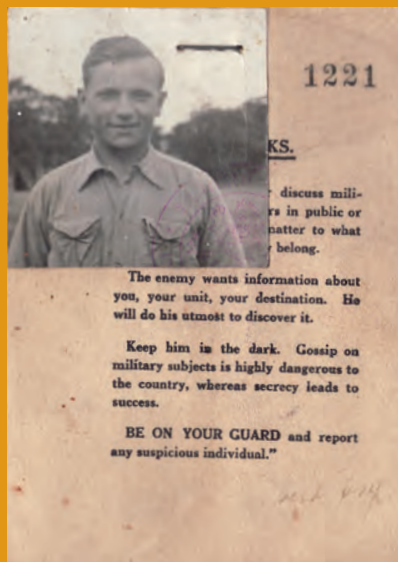 1221
KS.
discuss mili-
rs in public or
natter to what
belong.
The enemy wants information about
you, your unit, your destination. He
will do his utmost to discover it.
Keep him in the dark. Gossip on
military subjects is highly dangerous to
the country, whereas secrecy leads to
success.
BE ON YOUR GUARD and report
any suspicious individual."